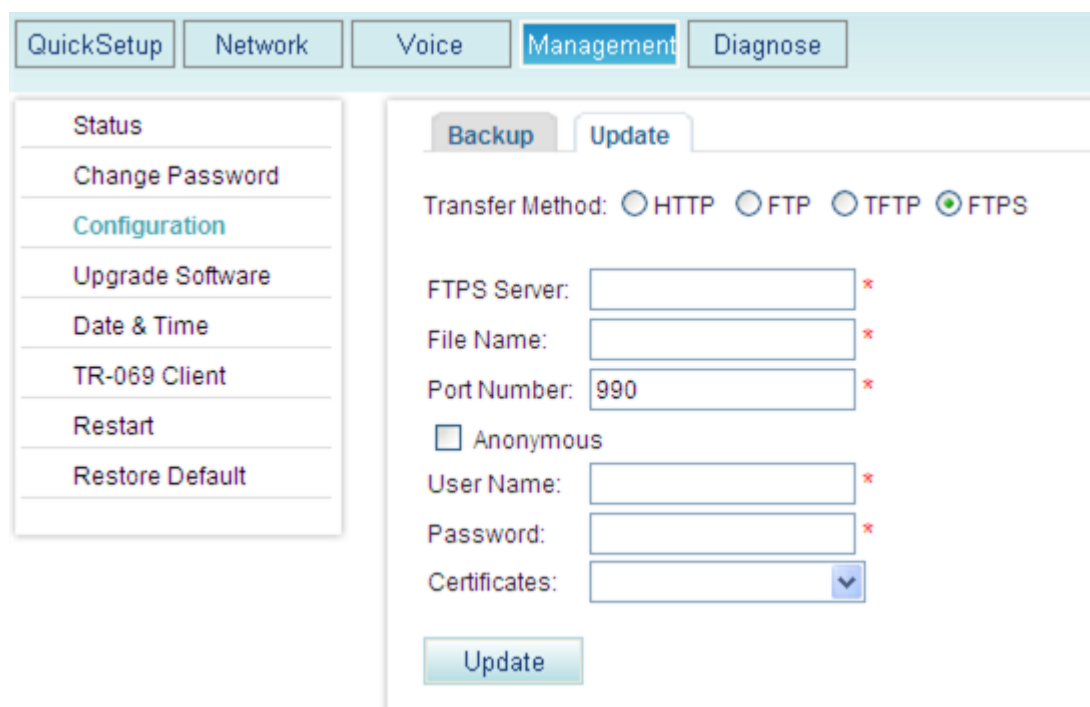 QuickSetup Network Voice Management Diagnose
Status
Change Password
Configuration
Upgrade Software
Date & Time
TR-069 Client
Restart
Restore Default
Backup Update
Transfer Method: HTTP FTP TFTP FTPS
FTPS Server: *
File Name: *
Port Number: 990 *
Anonymous
User Name: *
Password: *
Certificates:
Update